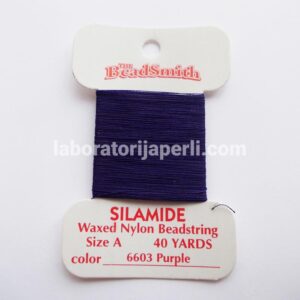 THE
BeadSmith
laboratorijaperli.com
SILAMIDE
Waxed Nylon Beadstring
Size A 40 YARDS
color 6603 Purple